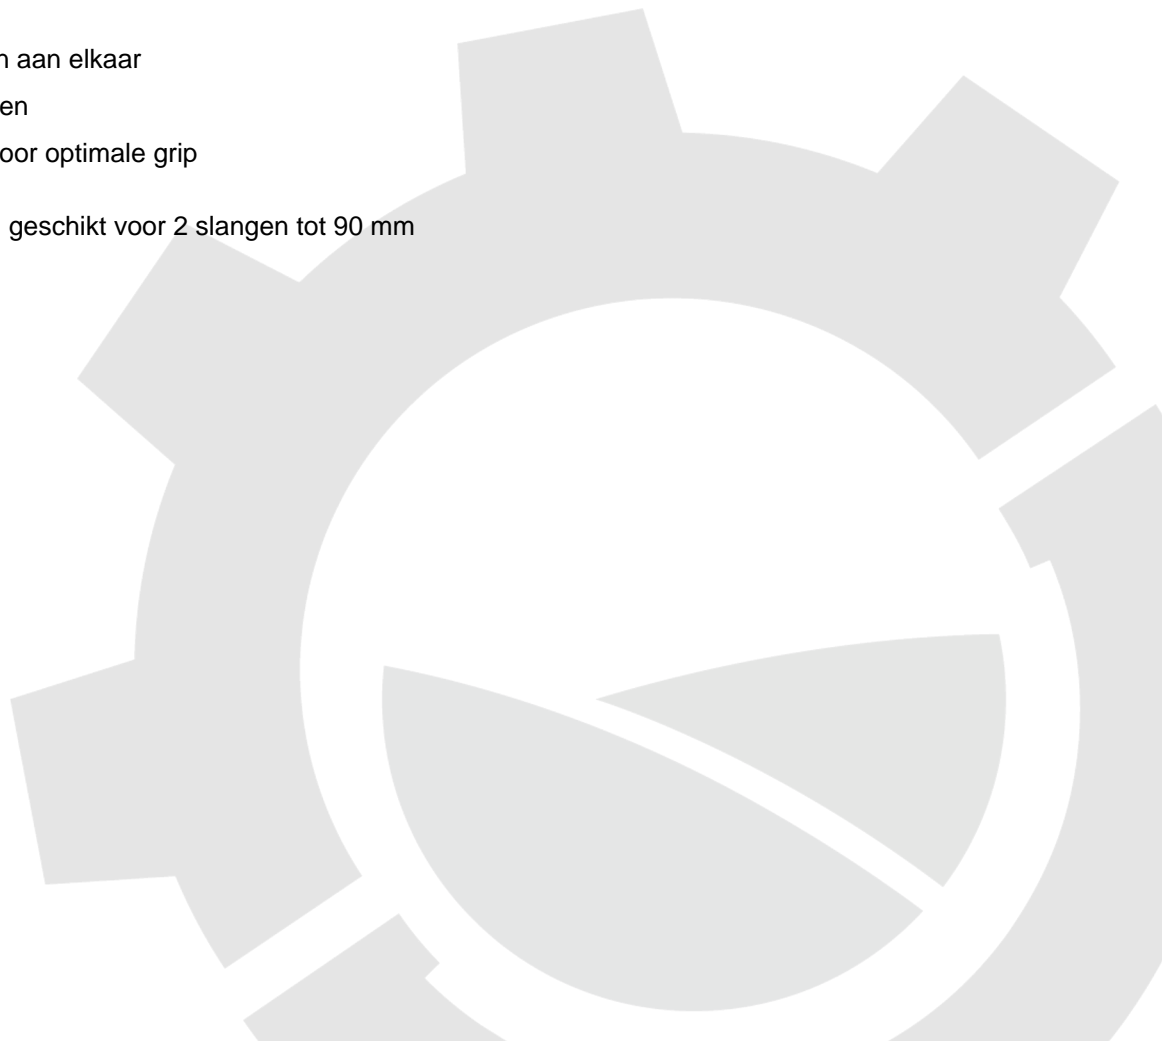 n aan elkaar
en
oor optimale grip
geschikt voor 2 slangen tot 90 mm